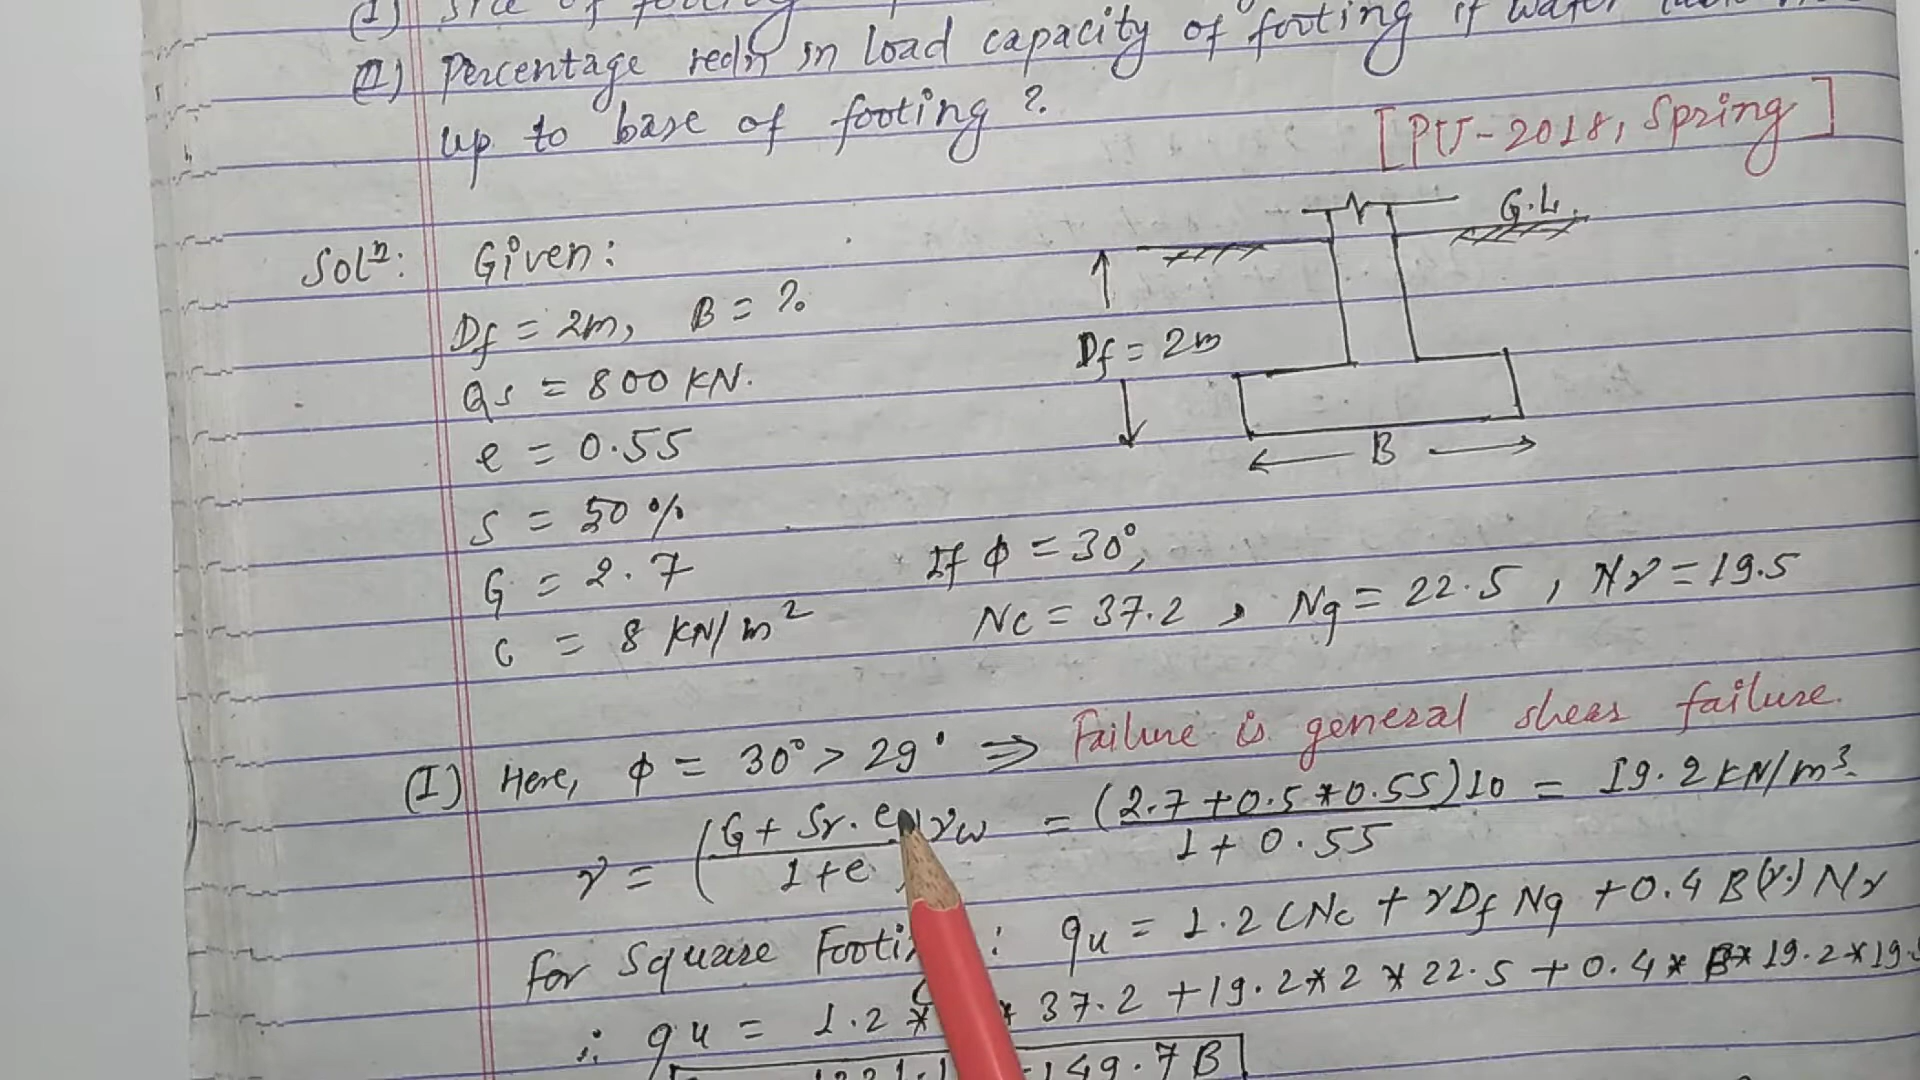 (I) Size of footing
(II) Percentage redn in load capacity of footing if water
up to base of footing ?
[PU-2018, Spring]
Soln: Given:
G.L.
Df = 2m, B = ?
Df = 2m
Qs = 800 KN.
e = 0.55
B
S = 50 %
G = 2.7
If ϕ = 30°,
c = 8 KN/m²
Nc = 37.2 , Nq = 22.5 , Nγ = 19.5
(I) Here, ϕ = 30° > 29° ⇒ Failure is general shear failure.
γ = (G + Sr. e / 1 + e) γw = (2.7 + 0.5 * 0.55) 10 / 1 + 0.55 = 19.2 KN/m³.
For Square : qu = 1.2 CNc + γDf Nq + 0.4 B(γ.) Nγ
∴ qu = 1.2 * * 37.2 + 19.2 * 2 * 22.5 + 0.4 * B * 19.2 * 19.
149.7 B